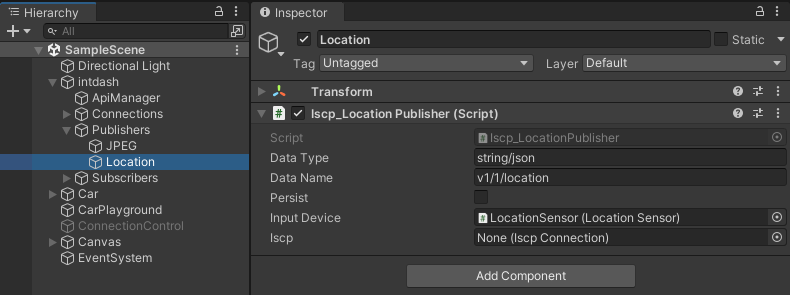 Hierarchy
All
SampleScene
Directional Light
intdash
ApiManager
Connections
Publishers
JPEG
Location
Subscribers
Car
CarPlayground
ConnectionControl
Canvas
EventSystem
Inspector
Location
Static
Tag Untagged Layer Default
Transform
Iscp_Location Publisher (Script)
Script Iscp_LocationPublisher
Data Type string/json
Data Name v1/1/location
Persist
Input Device LocationSensor (Location Sensor)
Iscp None (Iscp Connection)
Add Component